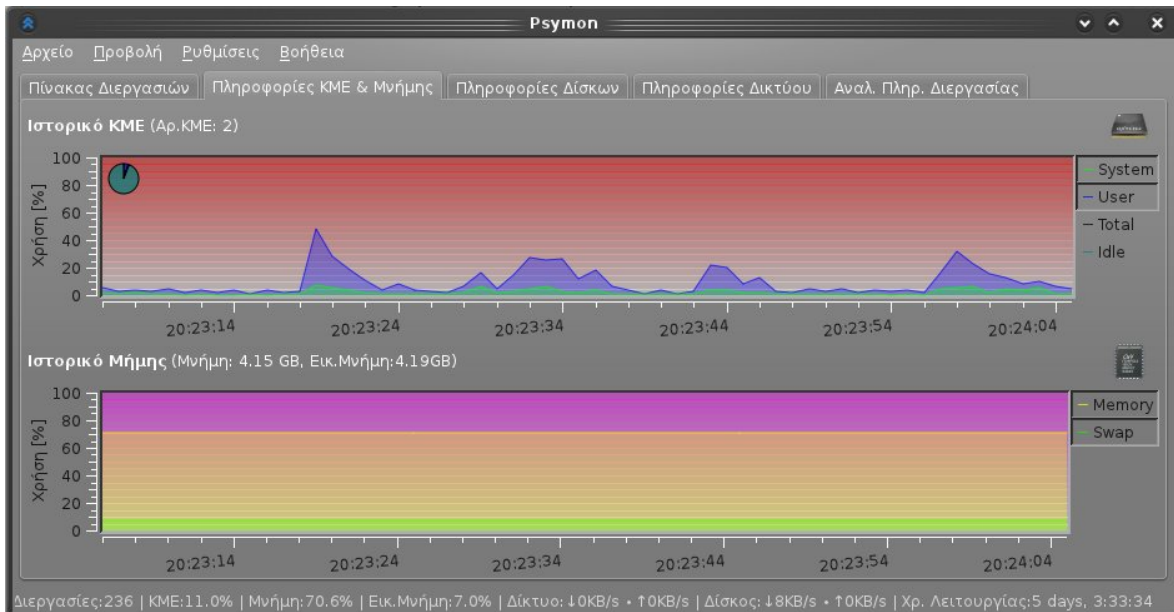 Psymon
Αρχείο Προβολή Ρυθμίσεις Βοήθεια
Πίνακας Διεργασιών Πληροφορίες ΚΜΕ & Μνήμης Πληροφορίες Δίσκων Πληροφορίες Δικτύου Αναλ. Πληρ. Διεργασίας
Ιστορικό ΚΜΕ (Αρ.ΚΜΕ: 2)
Χρήση [%]
100
80
60
40
20
0
System
User
Total
Idle
20:23:14 20:23:24 20:23:34 20:23:44 20:23:54 20:24:04
Ιστορικό Μήμης (Μνήμη: 4.15 GB, Εικ.Μνήμη:4.19GB)
Χρήση [%]
100
80
60
40
20
0
Memory
Swap
20:23:14 20:23:24 20:23:34 20:23:44 20:23:54 20:24:04
Διεργασίες:236 | ΚΜΕ:11.0% | Μνήμη:70.6% | Εικ.Μνήμη:7.0% | Δίκτυο:↓0KB/s • ↑0KB/s | Δίσκος:↓8KB/s • ↑0KB/s | Χρ. Λειτουργίας:5 days, 3:33:34